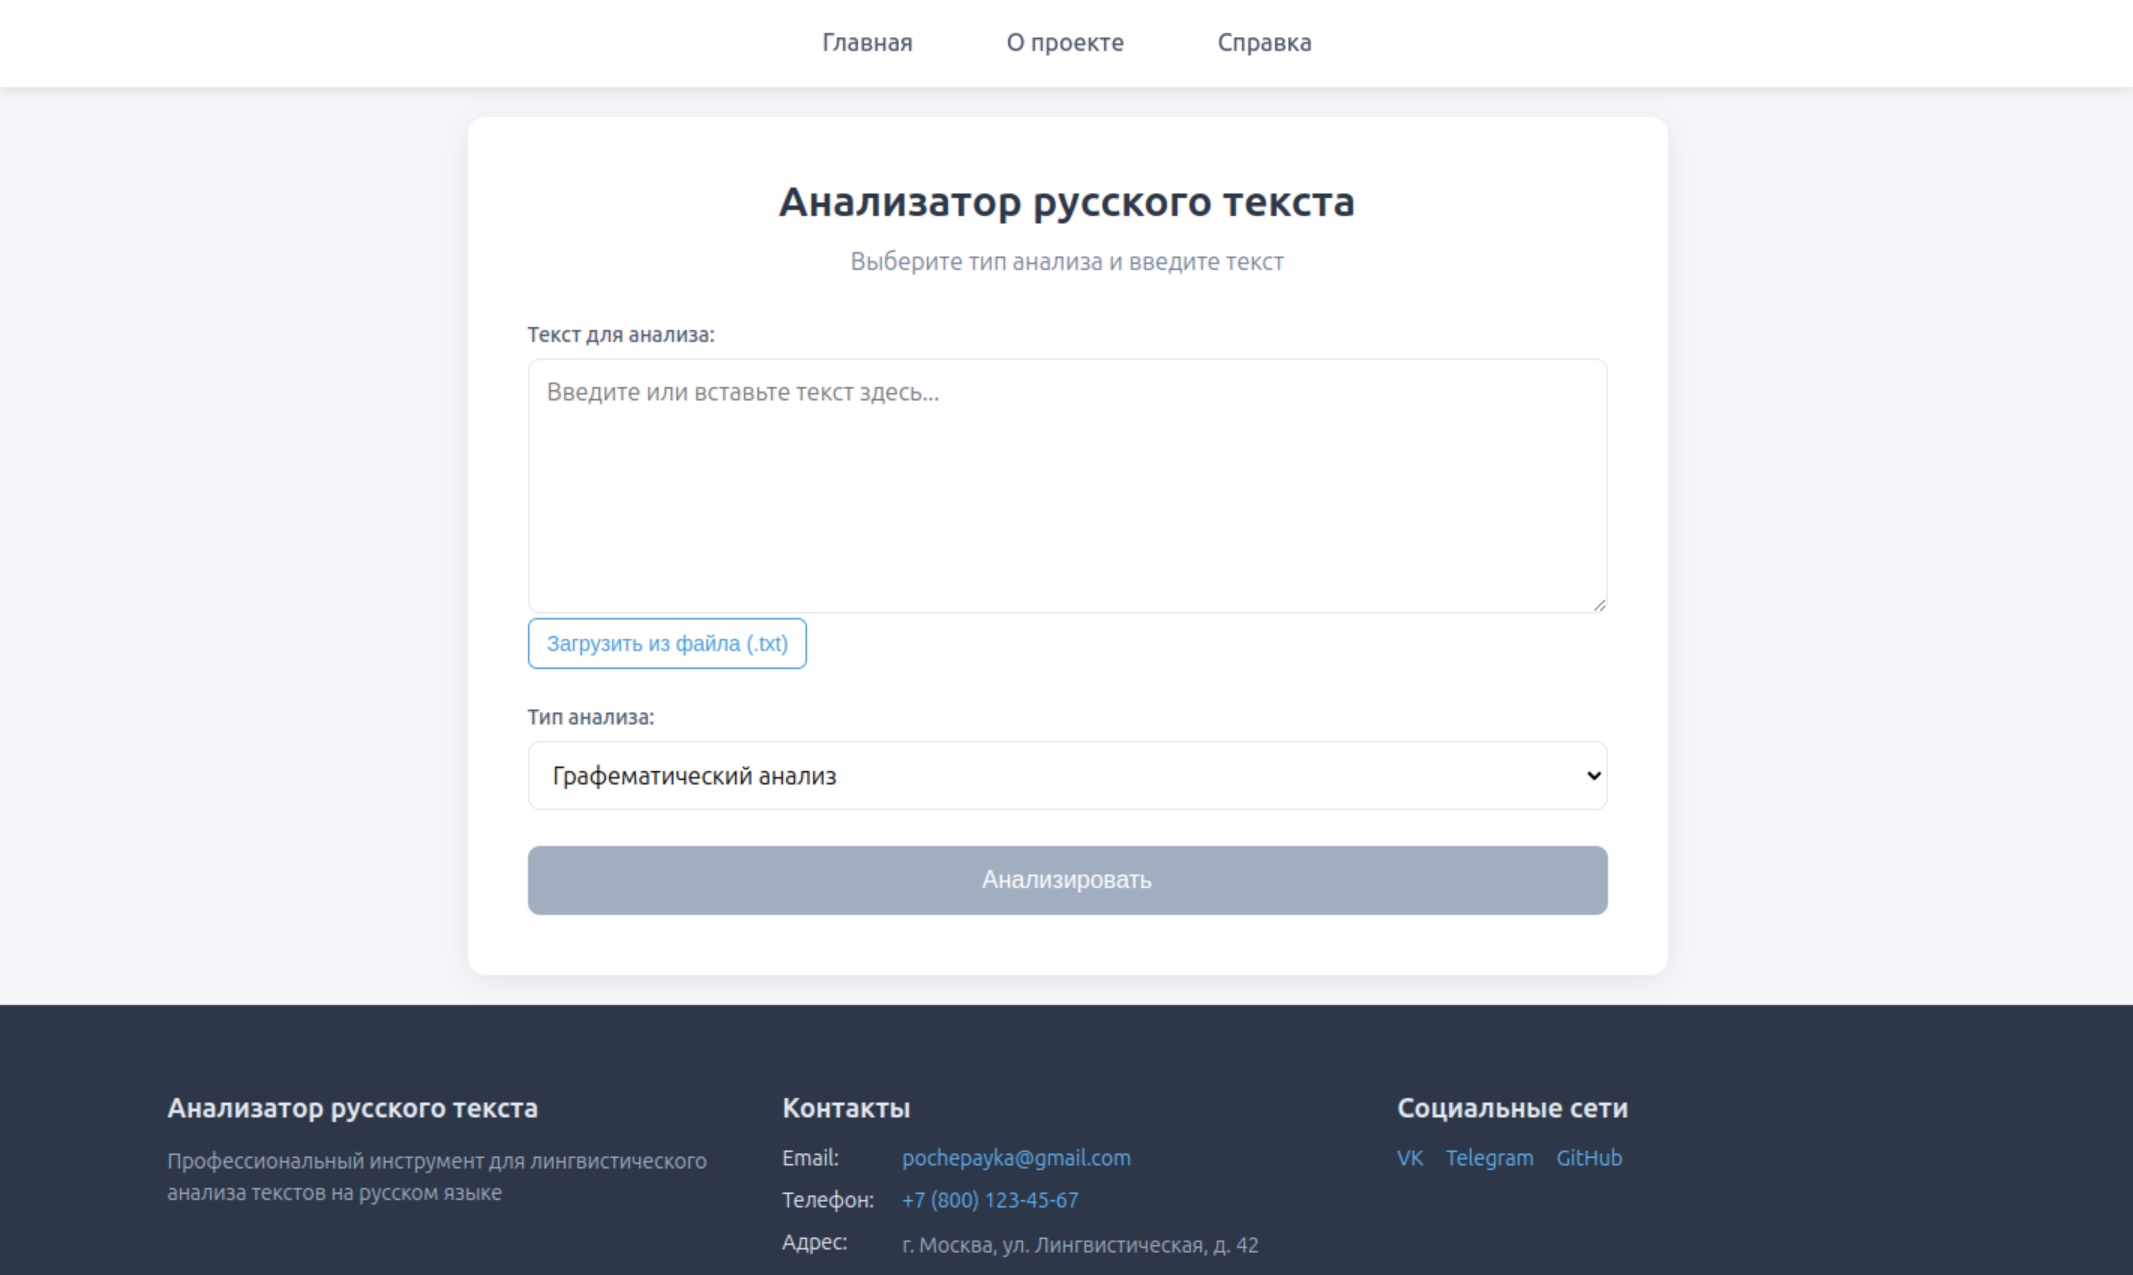 Главная О проекте Справка
Анализатор русского текста
Выберите тип анализа и введите текст
Текст для анализа:
Введите или вставьте текст здесь...
Загрузить из файла (.txt)
Тип анализа:
Графематический анализ
Анализировать
Анализатор русского текста
Профессиональный инструмент для лингвистического
анализа текстов на русском языке
Контакты
Email: pochepayka@gmail.com
Телефон: +7 (800) 123-45-67
Адрес: г. Москва, ул. Лингвистическая, д. 42
Социальные сети
VK Telegram GitHub